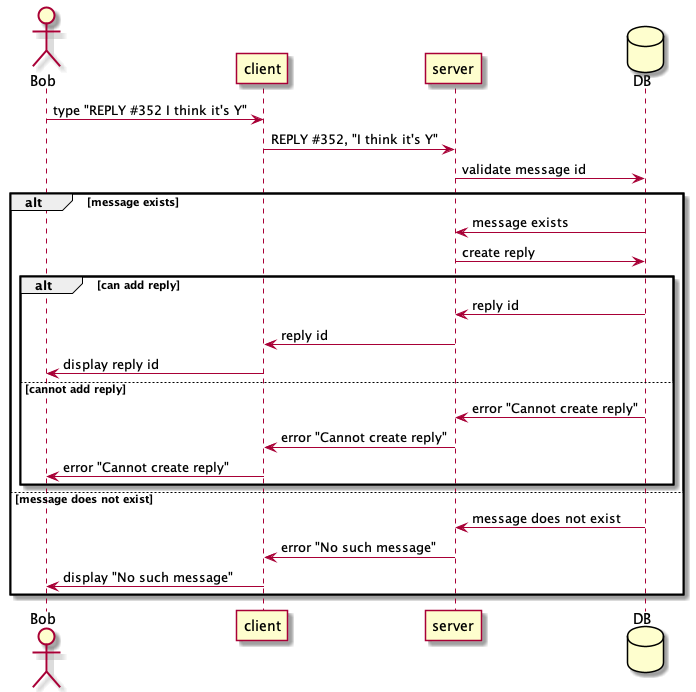 Bob
client
server
DB
type "REPLY #352 I think it's Y"
REPLY #352, "I think it's Y"
validate message id
alt [message exists]
message exists
create reply
alt [can add reply]
reply id
reply id
display reply id
[cannot add reply]
error "Cannot create reply"
error "Cannot create reply"
error "Cannot create reply"
[message does not exist]
message does not exist
error "No such message"
display "No such message"
Bob
client
server
DB